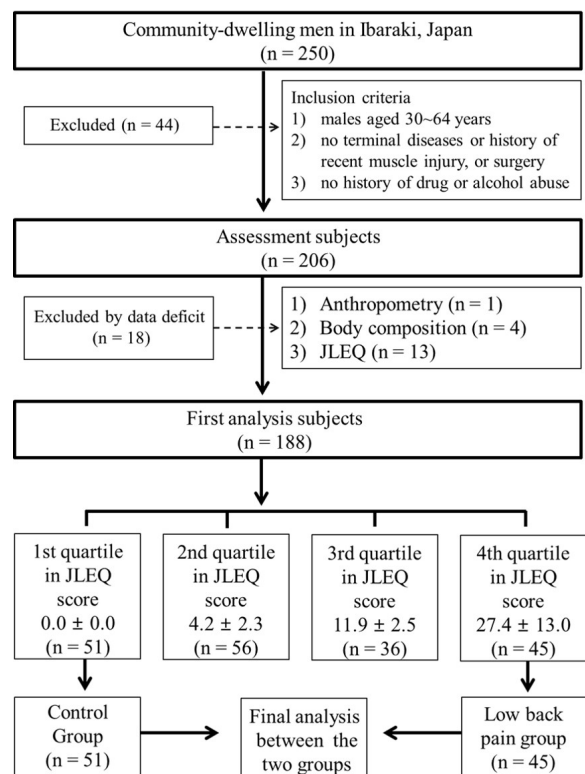 Community-dwelling men in Ibaraki, Japan
(n = 250)
Excluded (n = 44)
Inclusion criteria
1) males aged 30~64 years
2) no terminal diseases or history of
recent muscle injury, or surgery
3) no history of drug or alcohol abuse
Assessment subjects
(n = 206)
Excluded by data deficit
(n = 18)
1) Anthropometry (n = 1)
2) Body composition (n = 4)
3) JLEQ (n = 13)
First analysis subjects
(n = 188)
1st quartile
in JLEQ
score
0.0 ± 0.0
(n = 51)
2nd quartile
in JLEQ
score
4.2 ± 2.3
(n = 56)
3rd quartile
in JLEQ
score
11.9 ± 2.5
(n = 36)
4th quartile
in JLEQ
score
27.4 ± 13.0
(n = 45)
Control
Group
(n = 51)
Final analysis
between the
two groups
Low back
pain group
(n = 45)